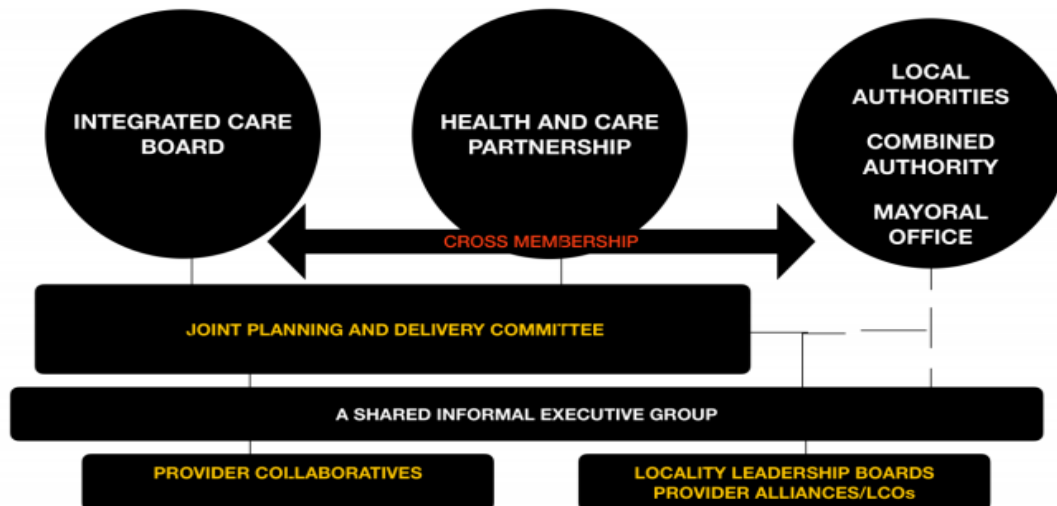 INTEGRATED CARE
BOARD
HEALTH AND CARE
PARTNERSHIP
LOCAL
AUTHORITIES
COMBINED
AUTHORITY
MAYORAL
OFFICE
CROSS MEMBERSHIP
JOINT PLANNING AND DELIVERY COMMITTEE
A SHARED INFORMAL EXECUTIVE GROUP
PROVIDER COLLABORATIVES
LOCALITY LEADERSHIP BOARDS
PROVIDER ALLIANCES/LCOs